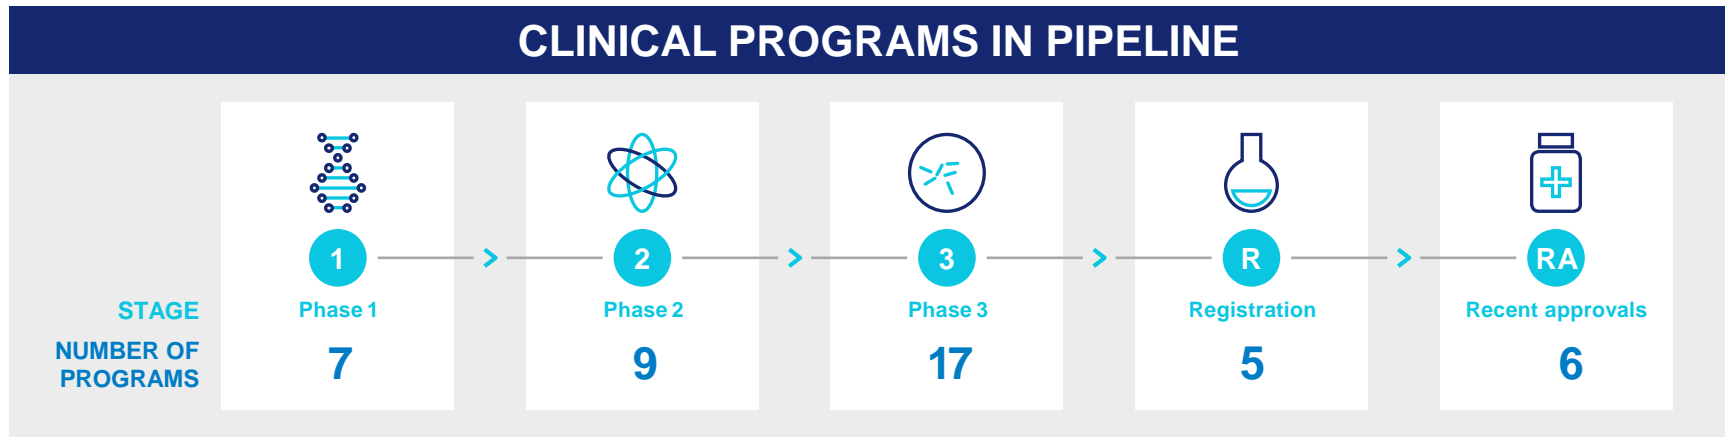 CLINICAL PROGRAMS IN PIPELINE
1 2 3 R RA
STAGE Phase 1 Phase 2 Phase 3 Registration Recent approvals
NUMBER OF
PROGRAMS 7 9 17 5 6